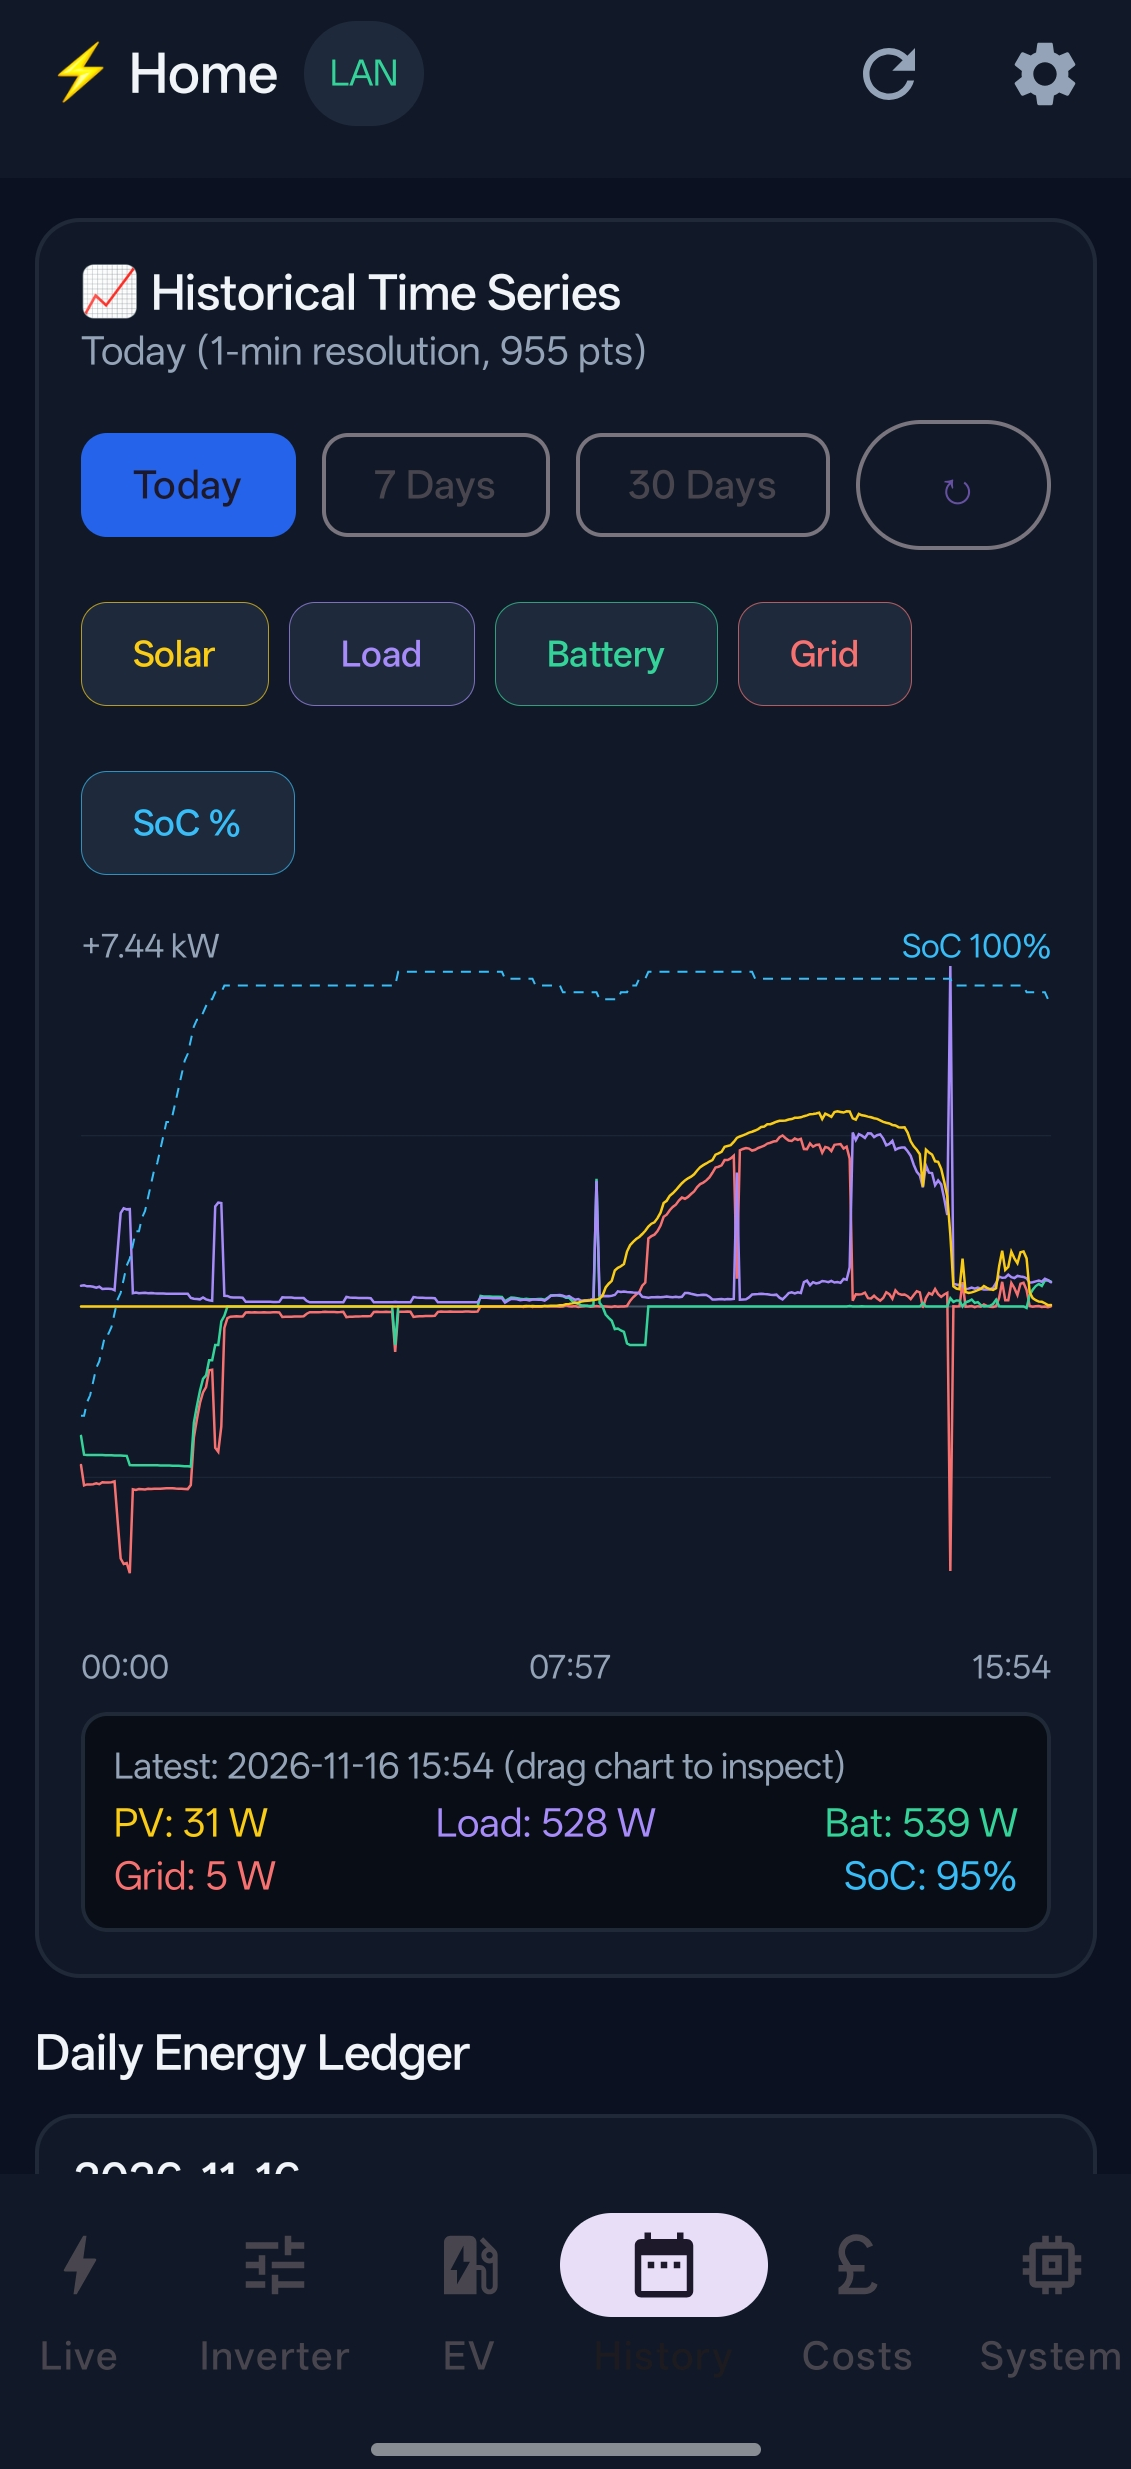 ⚡ Home LAN
📈 Historical Time Series
Today (1-min resolution, 955 pts)
Today 7 Days 30 Days ↻
Solar Load Battery Grid
SoC %
+7.44 kW SoC 100%
00:00 07:57 15:54
Latest: 2026-11-16 15:54 (drag chart to inspect)
PV: 31 W Load: 528 W Bat: 539 W
Grid: 5 W SoC: 95%
Daily Energy Ledger
2026-11-16
Live Inverter EV History Costs System